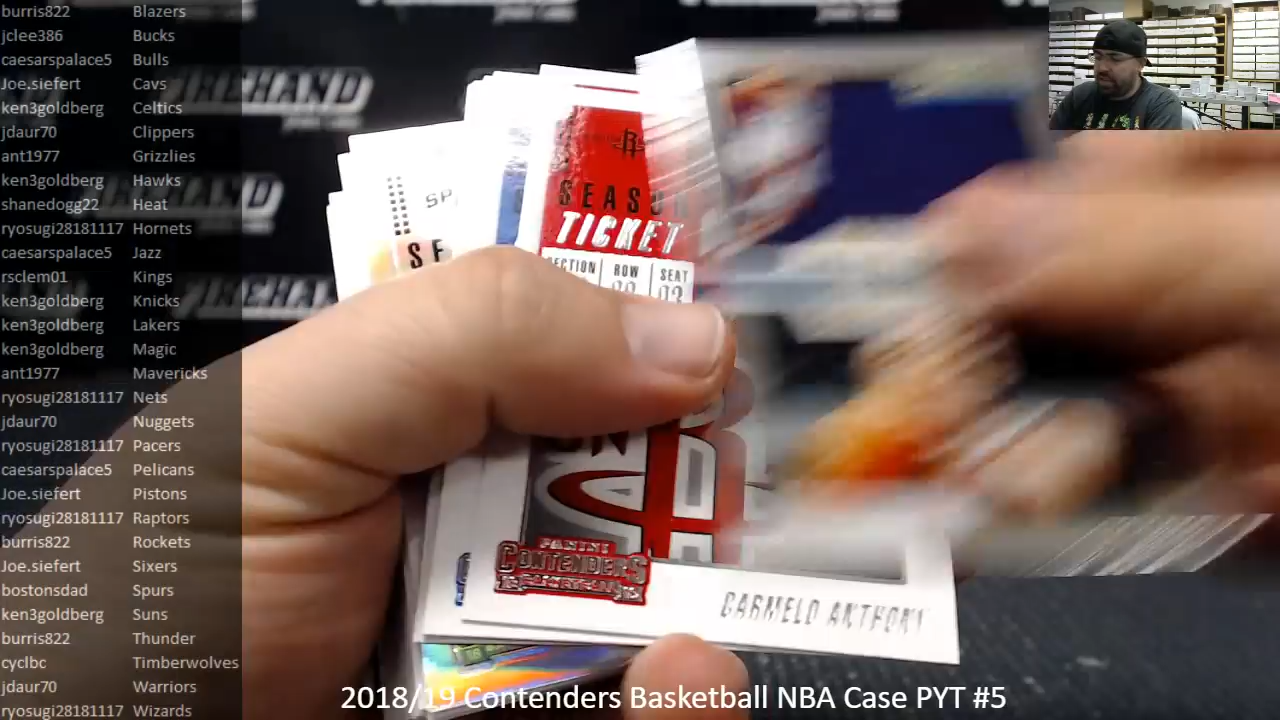 burris822 Blazers
jclee386 Bucks
caesarspalace5 Bulls
Joe.siefert Cavs
ken3goldberg Celtics
jdaur70 Clippers
ant1977 Grizzlies
ken3goldberg Hawks
shanedogg22 Heat
ryosugi28181117 Hornets
caesarspalace5 Jazz
rsclem01 Kings
ken3goldberg Knicks
ken3goldberg Lakers
ken3goldberg Magic
ant1977 Mavericks
ryosugi28181117 Nets
jdaur70 Nuggets
ryosugi28181117 Pacers
caesarspalace5 Pelicans
Joe.siefert Pistons
ryosugi28181117 Raptors
burris822 Rockets
Joe.siefert Sixers
bostonsdad Spurs
ken3goldberg Suns
burris822 Thunder
cyclbc Timberwolves
jdaur70 Warriors
ryosugi28181117 Wizards
TICKET
ROW SEAT
PANINI
CONTENDERS
CARMELO ANTHONY
2018/19 Contenders Basketball NBA Case PYT #5